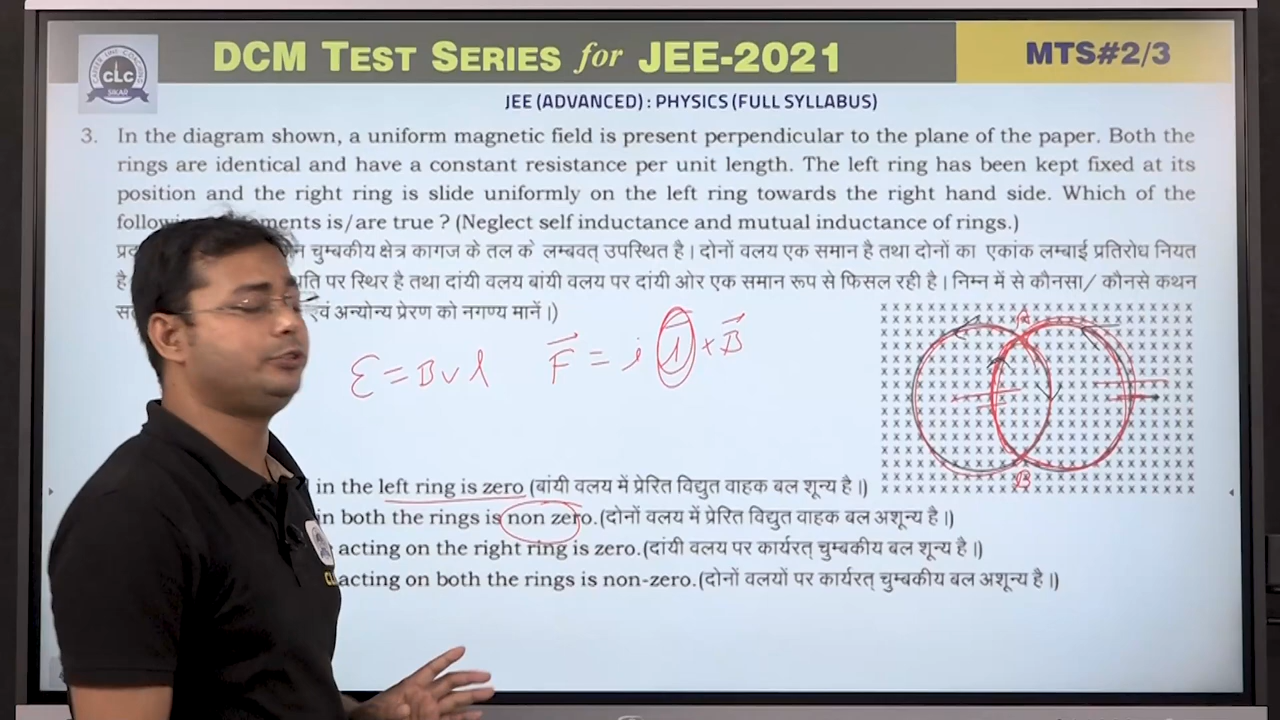 DCM TEST SERIES for JEE-2021
MTS#2/3
CLC
SIKAR
JEE (ADVANCED) : PHYSICS (FULL SYLLABUS)
3. In the diagram shown, a uniform magnetic field is present perpendicular to the plane of the paper. Both the
rings are identical and have a constant resistance per unit length. The left ring has been kept fixed at its
position and the right ring is slide uniformly on the left ring towards the right hand side. Which of the
is/are true ? (Neglect self inductance and mutual inductance of rings.)
चुम्बकीय क्षेत्र कागज के तल के लम्बवत् उपस्थित है। दोनों वलय एक समान है तथा दोनों का एकांक लम्बाई प्रतिरोध नियत
है पर स्थिर है तथा दांयी वलय बांयी वलय पर दांयी ओर एक समान रूप से फिसल रही है। निम्न में से कौनसा/ कौनसे कथन
एवं अन्योन्य प्रेरण को नगण्य मानें।)
ε = Bvl F = i l × B
A
B
in the left ring is zero (बांयी वलय में प्रेरित विद्युत वाहक बल शून्य है।)
in both the rings is non zero.(दोनों वलय में प्रेरित विद्युत वाहक बल अशून्य है।)
acting on the right ring is zero.(दांयी वलय पर कार्यरत् चुम्बकीय बल शून्य है।)
acting on both the rings is non-zero.(दोनों वलयों पर कार्यरत् चुम्बकीय बल अशून्य है।)